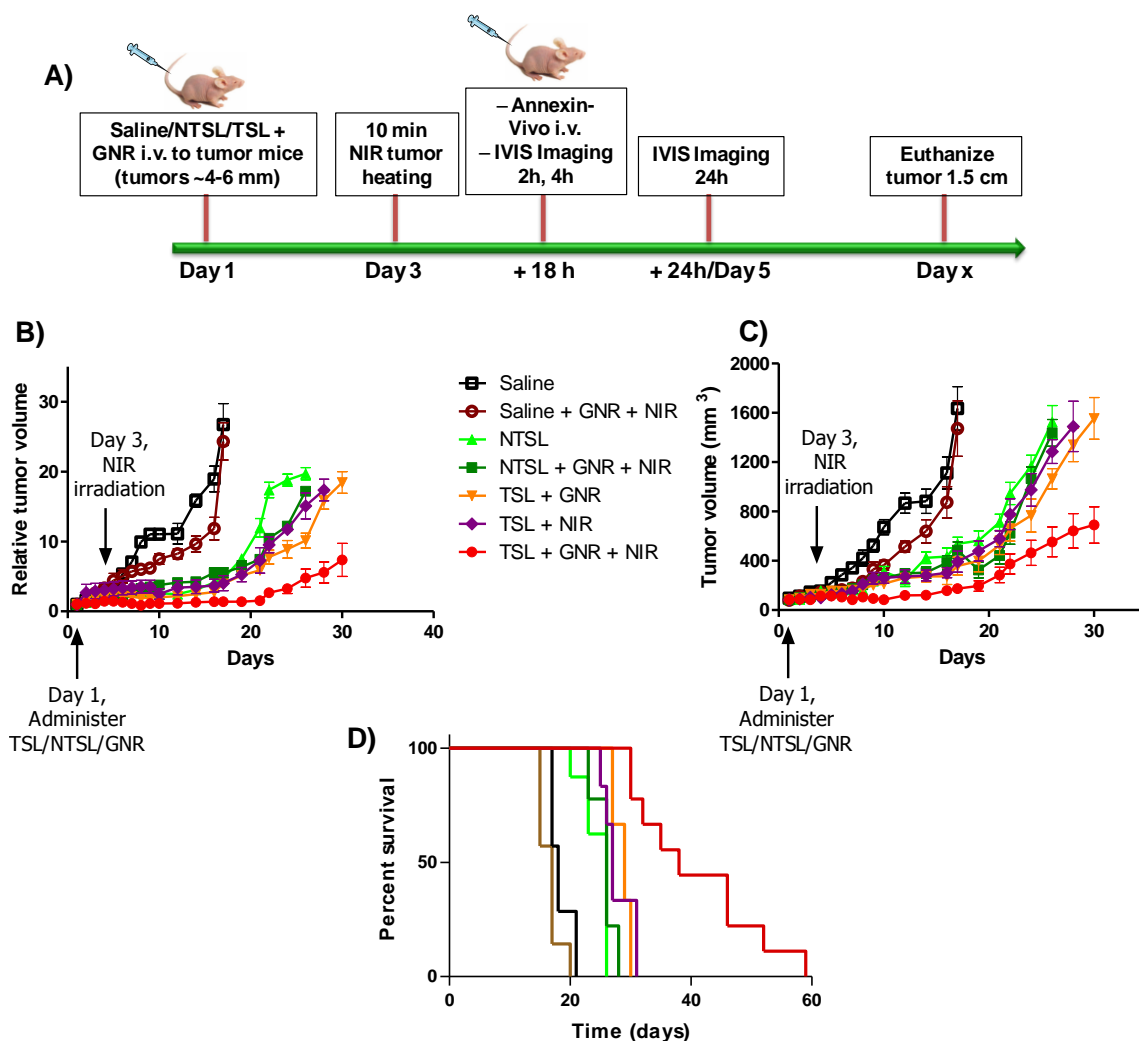 A)
Saline/NTSL/TSL +
GNR i.v. to tumor mice
(tumors ~4-6 mm)
10 min
NIR tumor
heating
– Annexin-
Vivo i.v.
– IVIS Imaging
2h, 4h
IVIS Imaging
24h
Euthanize
tumor 1.5 cm
Day 1
Day 3
+ 18 h
+ 24h/Day 5
Day x
B)
Relative tumor volume
30
20
10
0
0
10
20
30
40
Days
Day 3,
NIR
irradiation
Day 1,
Administer
TSL/NTSL/GNR
Saline
Saline + GNR + NIR
NTSL
NTSL + GNR + NIR
TSL + GNR
TSL + NIR
TSL + GNR + NIR
C)
Tumor volume (mm 3)
2000
1600
1200
800
400
0
0
10
20
30
Days
Day 3,
NIR
irradiation
Day 1,
Administer
TSL/NTSL/GNR
D)
Percent survival
100
50
0
0
20
40
60
Time (days)